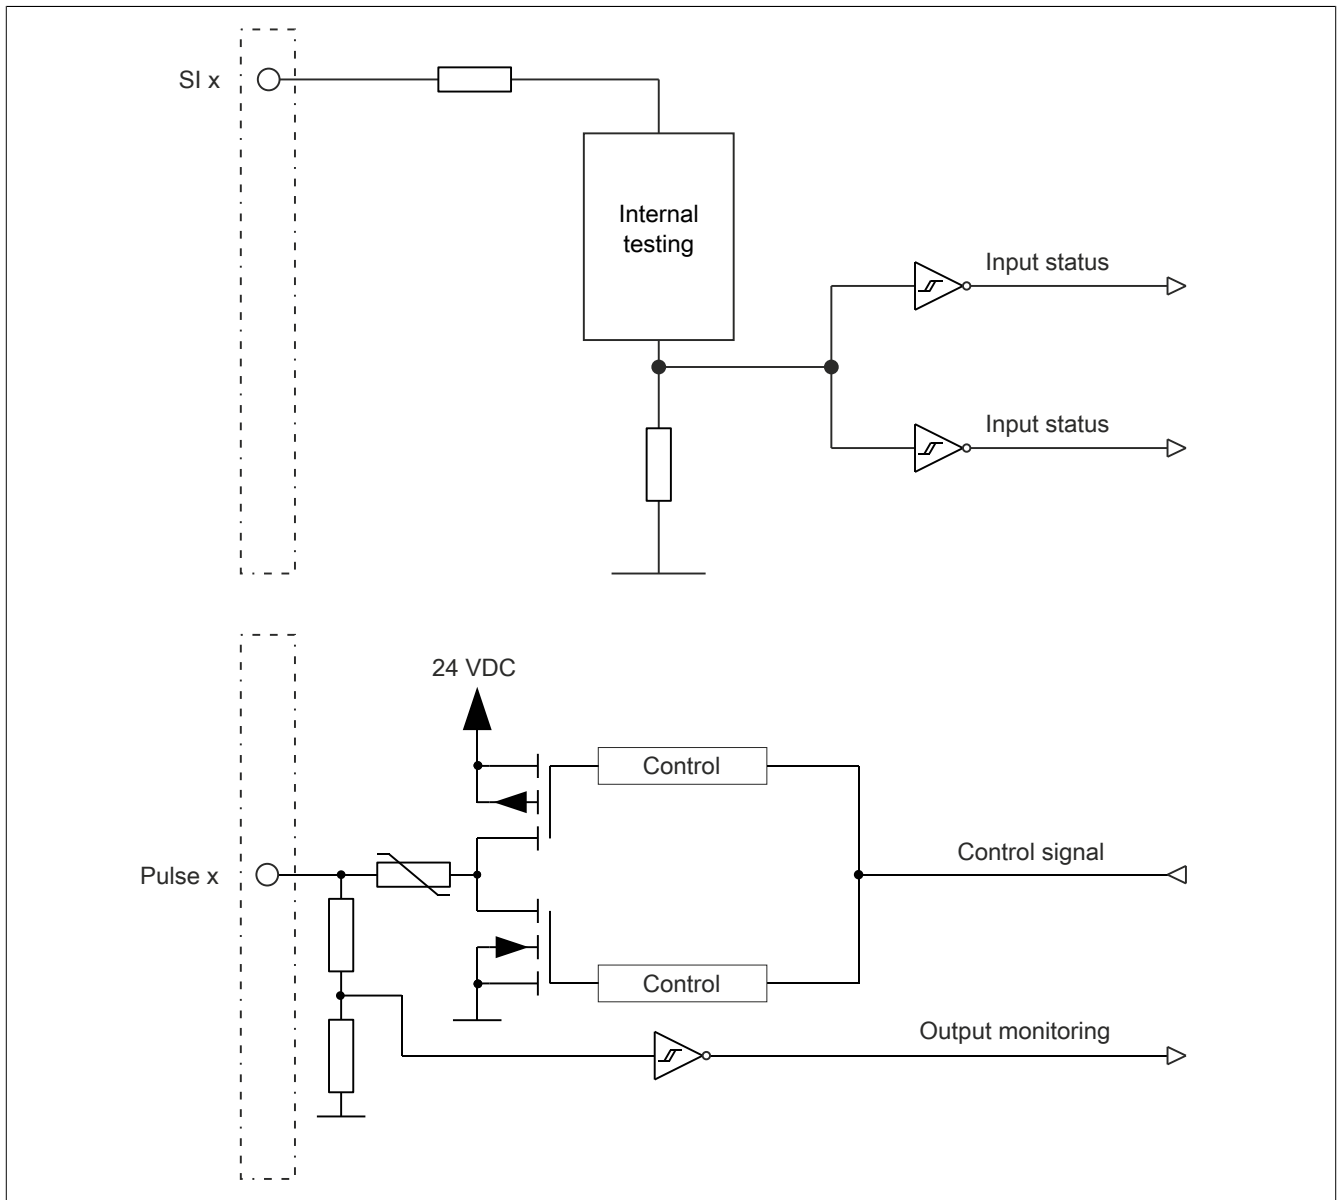 SI x
Internal
testing
Input status
Input status
24 VDC
Control
Control signal
Pulse x
Control
Output monitoring